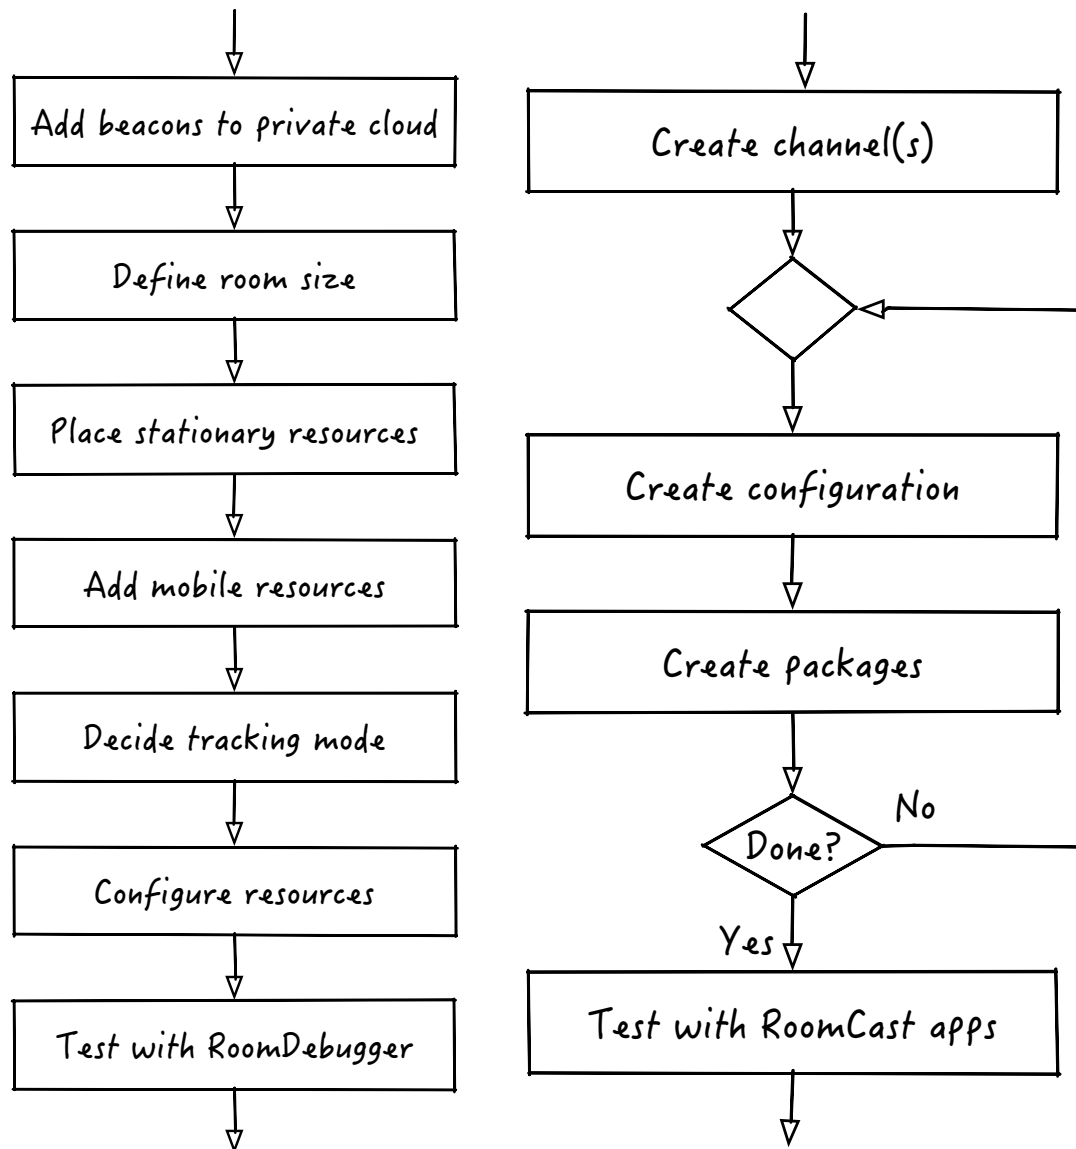 Add beacons to private cloud
Define room size
Place stationary resources
Add mobile resources
Decide tracking mode
Configure resources
Test with RoomDebugger
Create channel(s)
Create configuration
Create packages
Done?
No
Yes
Test with RoomCast apps